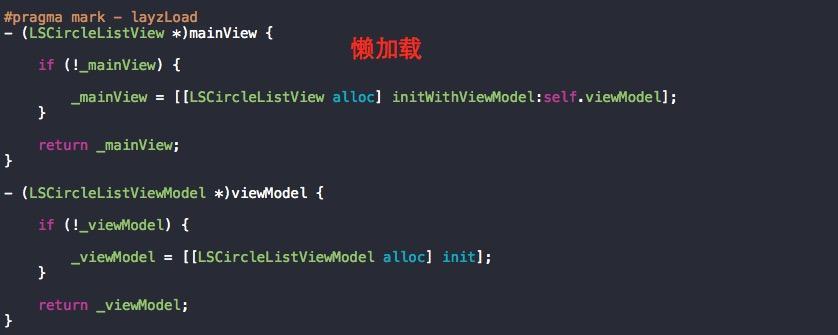 #pragma mark - layzLoad
- (LSCircleListView *)mainView {
懒加载
if (!_mainView) {
_mainView = [[LSCircleListView alloc] initWithViewModel:self.viewModel];
}
return _mainView;
}
- (LSCircleListViewModel *)viewModel {
if (!_viewModel) {
_viewModel = [[LSCircleListViewModel alloc] init];
}
return _viewModel;
}